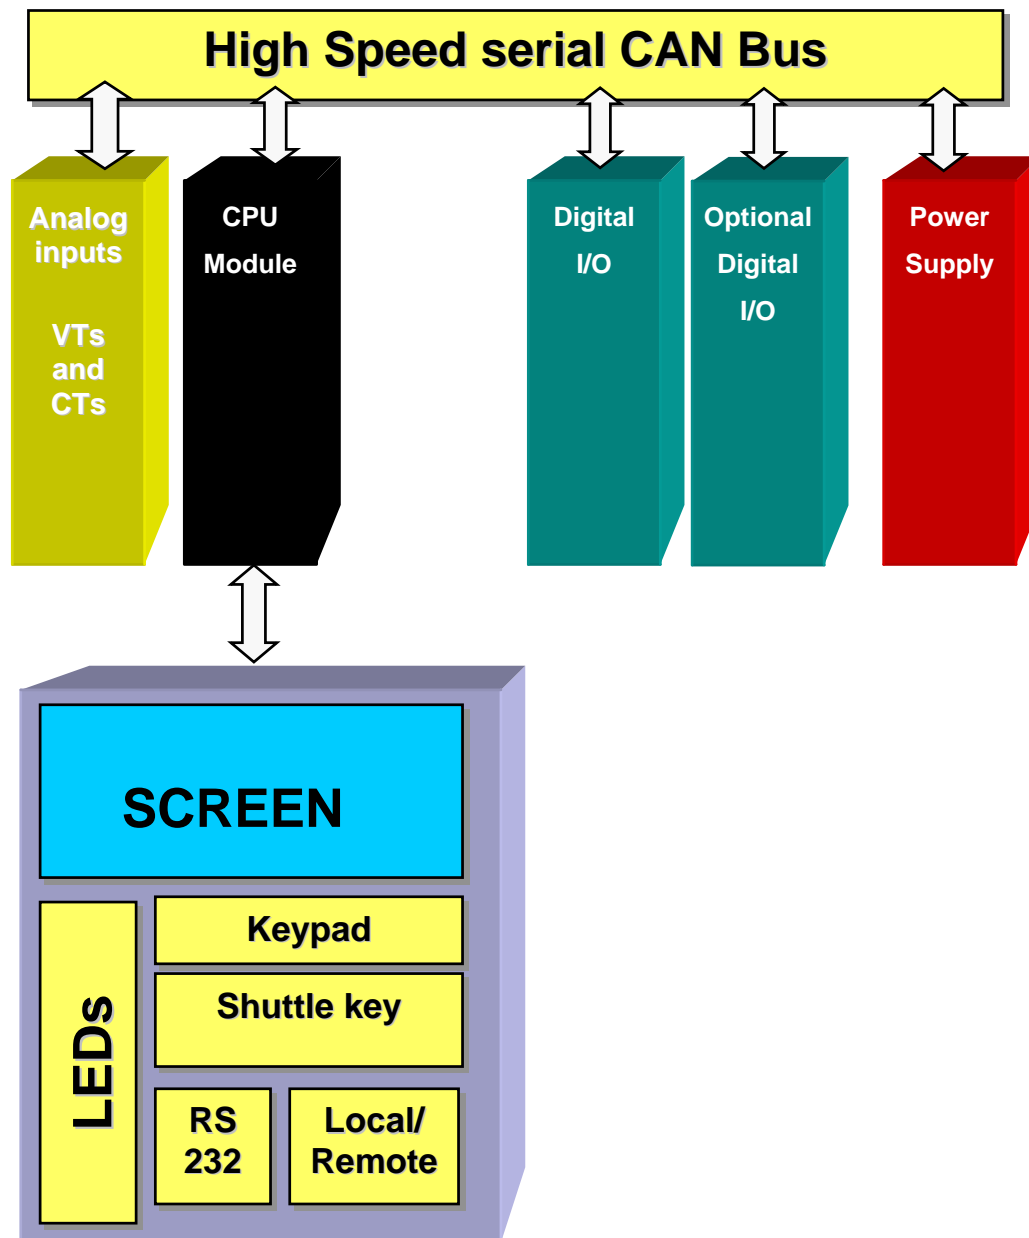 High Speed serial CAN Bus
Analog
inputs
VTs
and
CTs
CPU
Module
Digital
I/O
Optional
Digital
I/O
Power
Supply
SCREEN
LEDs
Keypad
Shuttle key
RS
232
Local/
Remote